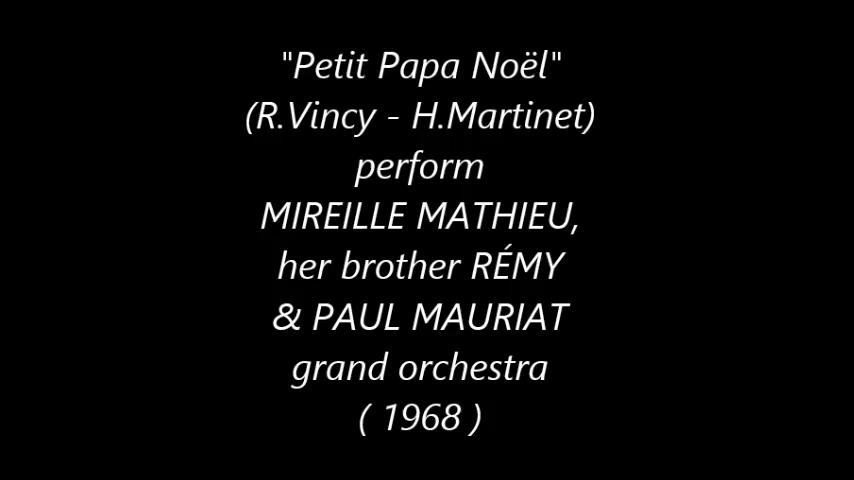 "Petit Papa Noël"
(R.Vincy - H.Martinet)
perform
MIREILLE MATHIEU,
her brother RÉMY
& PAUL MAURIAT
grand orchestra
( 1968 )